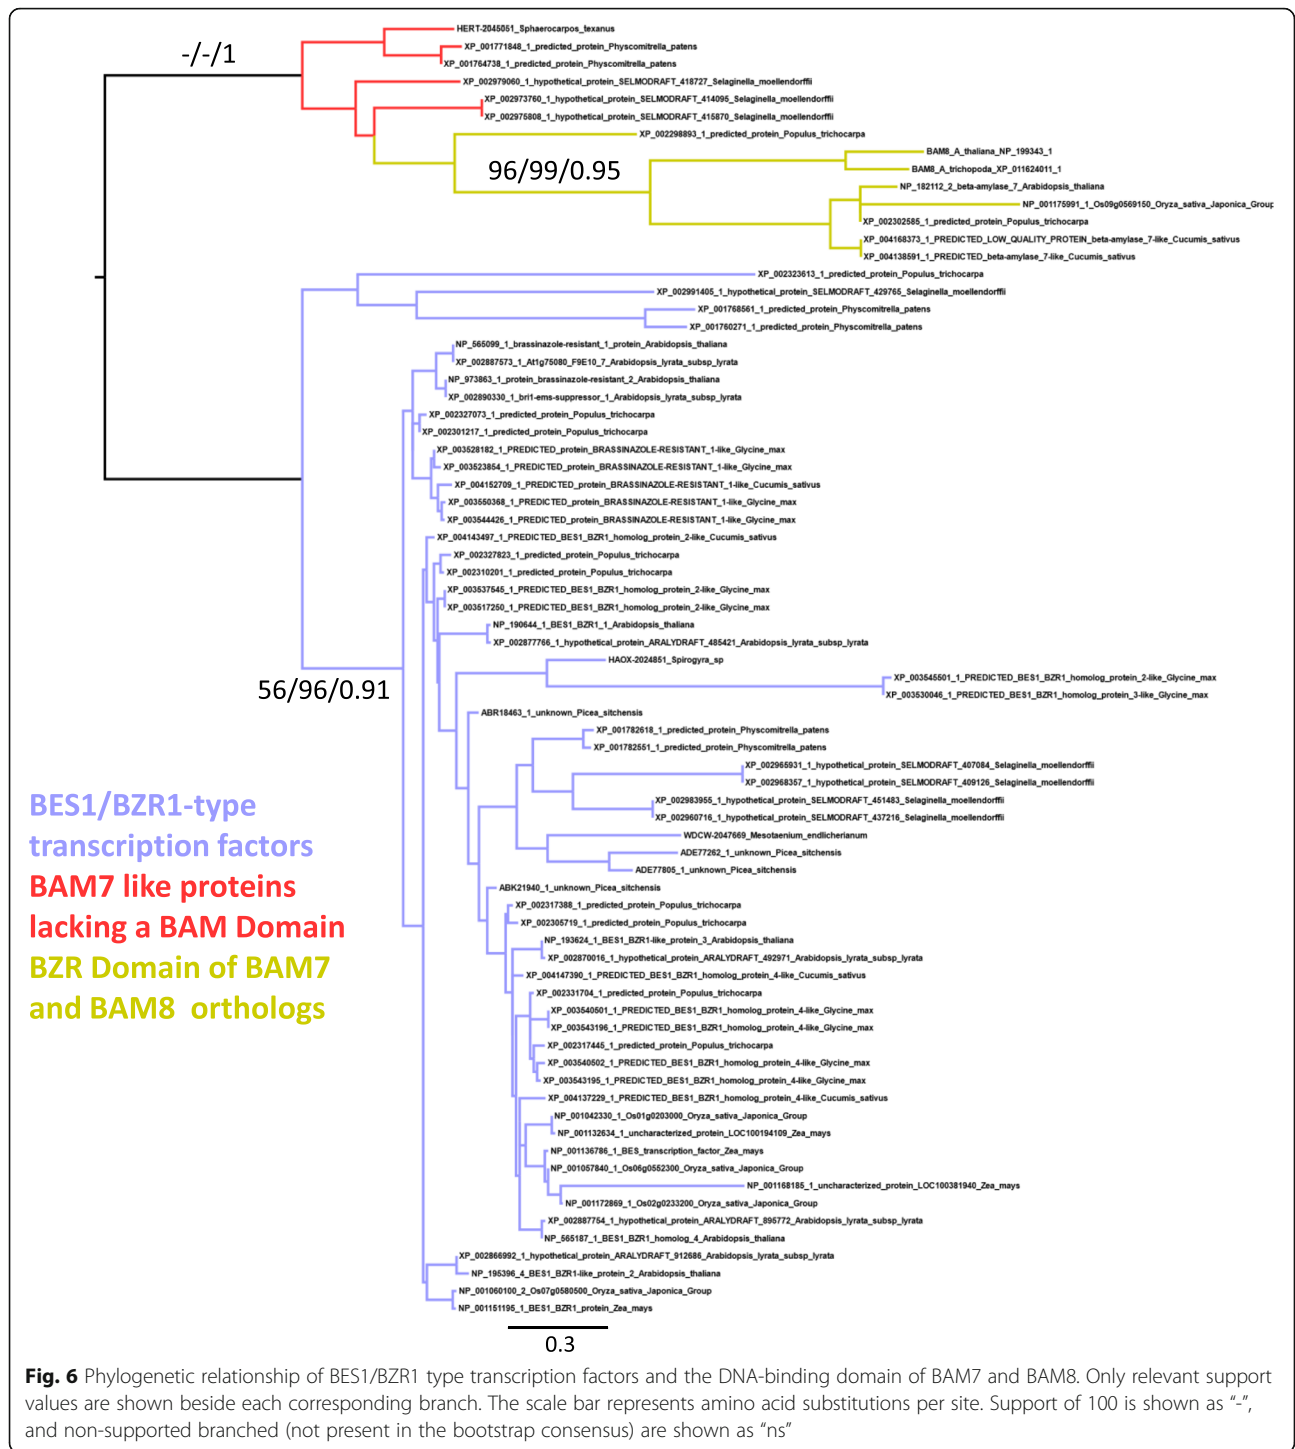 -/-/1
HERT-2045051_Sphaerocarpos_texanus
XP_001771848_1_predicted_protein_Physcomitrella_patens
XP_001764738_1_predicted_protein_Physcomitrella_patens
XP_002979060_1_hypothetical_protein_SELMODRAFT_418727_Selaginella_moellendorffii
XP_002973760_1_hypothetical_protein_SELMODRAFT_414095_Selaginella_moellendorffii
XP_002975808_1_hypothetical_protein_SELMODRAFT_415870_Selaginella_moellendorffii
XP_002298893_1_predicted_protein_Populus_trichocarpa
96/99/0.95
BAM8_A_thaliana_NP_199343_1
BAM8_A_trichopoda_XP_011624011_1
NP_182112_2_beta-amylase_7_Arabidopsis_thaliana
NP_001175991_1_Os09g0569150_Oryza_sativa_Japonica_Group
XP_002302585_1_predicted_protein_Populus_trichocarpa
XP_004168373_1_PREDICTED_LOW_QUALITY_PROTEIN_beta-amylase_7-like_Cucumis_sativus
XP_004138591_1_PREDICTED_beta-amylase_7-like_Cucumis_sativus
XP_002323613_1_predicted_protein_Populus_trichocarpa
XP_002991405_1_hypothetical_protein_SELMODRAFT_429765_Selaginella_moellendorffii
XP_001768561_1_predicted_protein_Physcomitrella_patens
XP_001760271_1_predicted_protein_Physcomitrella_patens
NP_565099_1_brassinazole-resistant_1_protein_Arabidopsis_thaliana
XP_002887573_1_At1g75080_F9E10_7_Arabidopsis_lyrata_subsp_lyrata
NP_973863_1_protein_brassinazole-resistant_2_Arabidopsis_thaliana
XP_002890330_1_bri1-ems-suppressor_1_Arabidopsis_lyrata_subsp_lyrata
XP_002327073_1_predicted_protein_Populus_trichocarpa
XP_002301217_1_predicted_protein_Populus_trichocarpa
XP_003528182_1_PREDICTED_protein_BRASSINAZOLE-RESISTANT_1-like_Glycine_max
XP_003523854_1_PREDICTED_protein_BRASSINAZOLE-RESISTANT_1-like_Glycine_max
XP_004152709_1_PREDICTED_protein_BRASSINAZOLE-RESISTANT_1-like_Cucumis_sativus
XP_003550368_1_PREDICTED_protein_BRASSINAZOLE-RESISTANT_1-like_Glycine_max
XP_003544426_1_PREDICTED_protein_BRASSINAZOLE-RESISTANT_1-like_Glycine_max
XP_004143497_1_PREDICTED_BES1_BZR1_homolog_protein_2-like_Cucumis_sativus
XP_002327823_1_predicted_protein_Populus_trichocarpa
XP_002310201_1_predicted_protein_Populus_trichocarpa
XP_003537545_1_PREDICTED_BES1_BZR1_homolog_protein_2-like_Glycine_max
XP_003517250_1_PREDICTED_BES1_BZR1_homolog_protein_2-like_Glycine_max
NP_190644_1_BES1_BZR1_1_Arabidopsis_thaliana
XP_002877766_1_hypothetical_protein_ARALYDRAFT_485421_Arabidopsis_lyrata_subsp_lyrata
HAOX-2024851_Spirogyra_sp
XP_003545501_1_PREDICTED_BES1_BZR1_homolog_protein_2-like_Glycine_max
56/96/0.91
XP_003530046_1_PREDICTED_BES1_BZR1_homolog_protein_3-like_Glycine_max
ABR18463_1_unknown_Picea_sitchensis
XP_001782618_1_predicted_protein_Physcomitrella_patens
XP_001782551_1_predicted_protein_Physcomitrella_patens
XP_002965931_1_hypothetical_protein_SELMODRAFT_407084_Selaginella_moellendorffii
XP_002968357_1_hypothetical_protein_SELMODRAFT_409126_Selaginella_moellendorffii
XP_002983955_1_hypothetical_protein_SELMODRAFT_451483_Selaginella_moellendorffii
XP_002960716_1_hypothetical_protein_SELMODRAFT_437216_Selaginella_moellendorffii
WDCW-2047669_Mesotaenium_endlicherianum
ADE77262_1_unknown_Picea_sitchensis
ADE77805_1_unknown_Picea_sitchensis
ABK21940_1_unknown_Picea_sitchensis
XP_002317388_1_predicted_protein_Populus_trichocarpa
XP_002305719_1_predicted_protein_Populus_trichocarpa
NP_193624_1_BES1_BZR1-like_protein_3_Arabidopsis_thaliana
XP_002870016_1_hypothetical_protein_ARALYDRAFT_492971_Arabidopsis_lyrata_subsp_lyrata
XP_004147390_1_PREDICTED_BES1_BZR1_homolog_protein_4-like_Cucumis_sativus
XP_002331704_1_predicted_protein_Populus_trichocarpa
XP_003540501_1_PREDICTED_BES1_BZR1_homolog_protein_4-like_Glycine_max
XP_003543196_1_PREDICTED_BES1_BZR1_homolog_protein_4-like_Glycine_max
XP_002317445_1_predicted_protein_Populus_trichocarpa
XP_003540502_1_PREDICTED_BES1_BZR1_homolog_protein_4-like_Glycine_max
XP_003543195_1_PREDICTED_BES1_BZR1_homolog_protein_4-like_Glycine_max
XP_004137229_1_PREDICTED_BES1_BZR1_homolog_protein_4-like_Cucumis_sativus
NP_001042330_1_Os01g0203000_Oryza_sativa_Japonica_Group
NP_001132634_1_uncharacterized_protein_LOC100194109_Zea_mays
NP_001136786_1_BES_transcription_factor_Zea_mays
NP_001057840_1_Os06g0552300_Oryza_sativa_Japonica_Group
NP_001168185_1_uncharacterized_protein_LOC100381940_Zea_mays
NP_001172869_1_Os02g0233200_Oryza_sativa_Japonica_Group
XP_002887754_1_hypothetical_protein_ARALYDRAFT_895772_Arabidopsis_lyrata_subsp_lyrata
NP_565187_1_BES1_BZR1_homolog_4_Arabidopsis_thaliana
XP_002866992_1_hypothetical_protein_ARALYDRAFT_912686_Arabidopsis_lyrata_subsp_lyrata
NP_195396_4_BES1_BZR1-like_protein_2_Arabidopsis_thaliana
NP_001060100_2_Os07g0580500_Oryza_sativa_Japonica_Group
NP_001151195_1_BES1_BZR1_protein_Zea_mays
BES1/BZR1-type
transcription factors
BAM7 like proteins
lacking a BAM Domain
BZR Domain of BAM7
and BAM8 orthologs
0.3
Fig. 6 Phylogenetic relationship of BES1/BZR1 type transcription factors and the DNA-binding domain of BAM7 and BAM8. Only relevant support
values are shown beside each corresponding branch. The scale bar represents amino acid substitutions per site. Support of 100 is shown as "-",
and non-supported branched (not present in the bootstrap consensus) are shown as "ns"